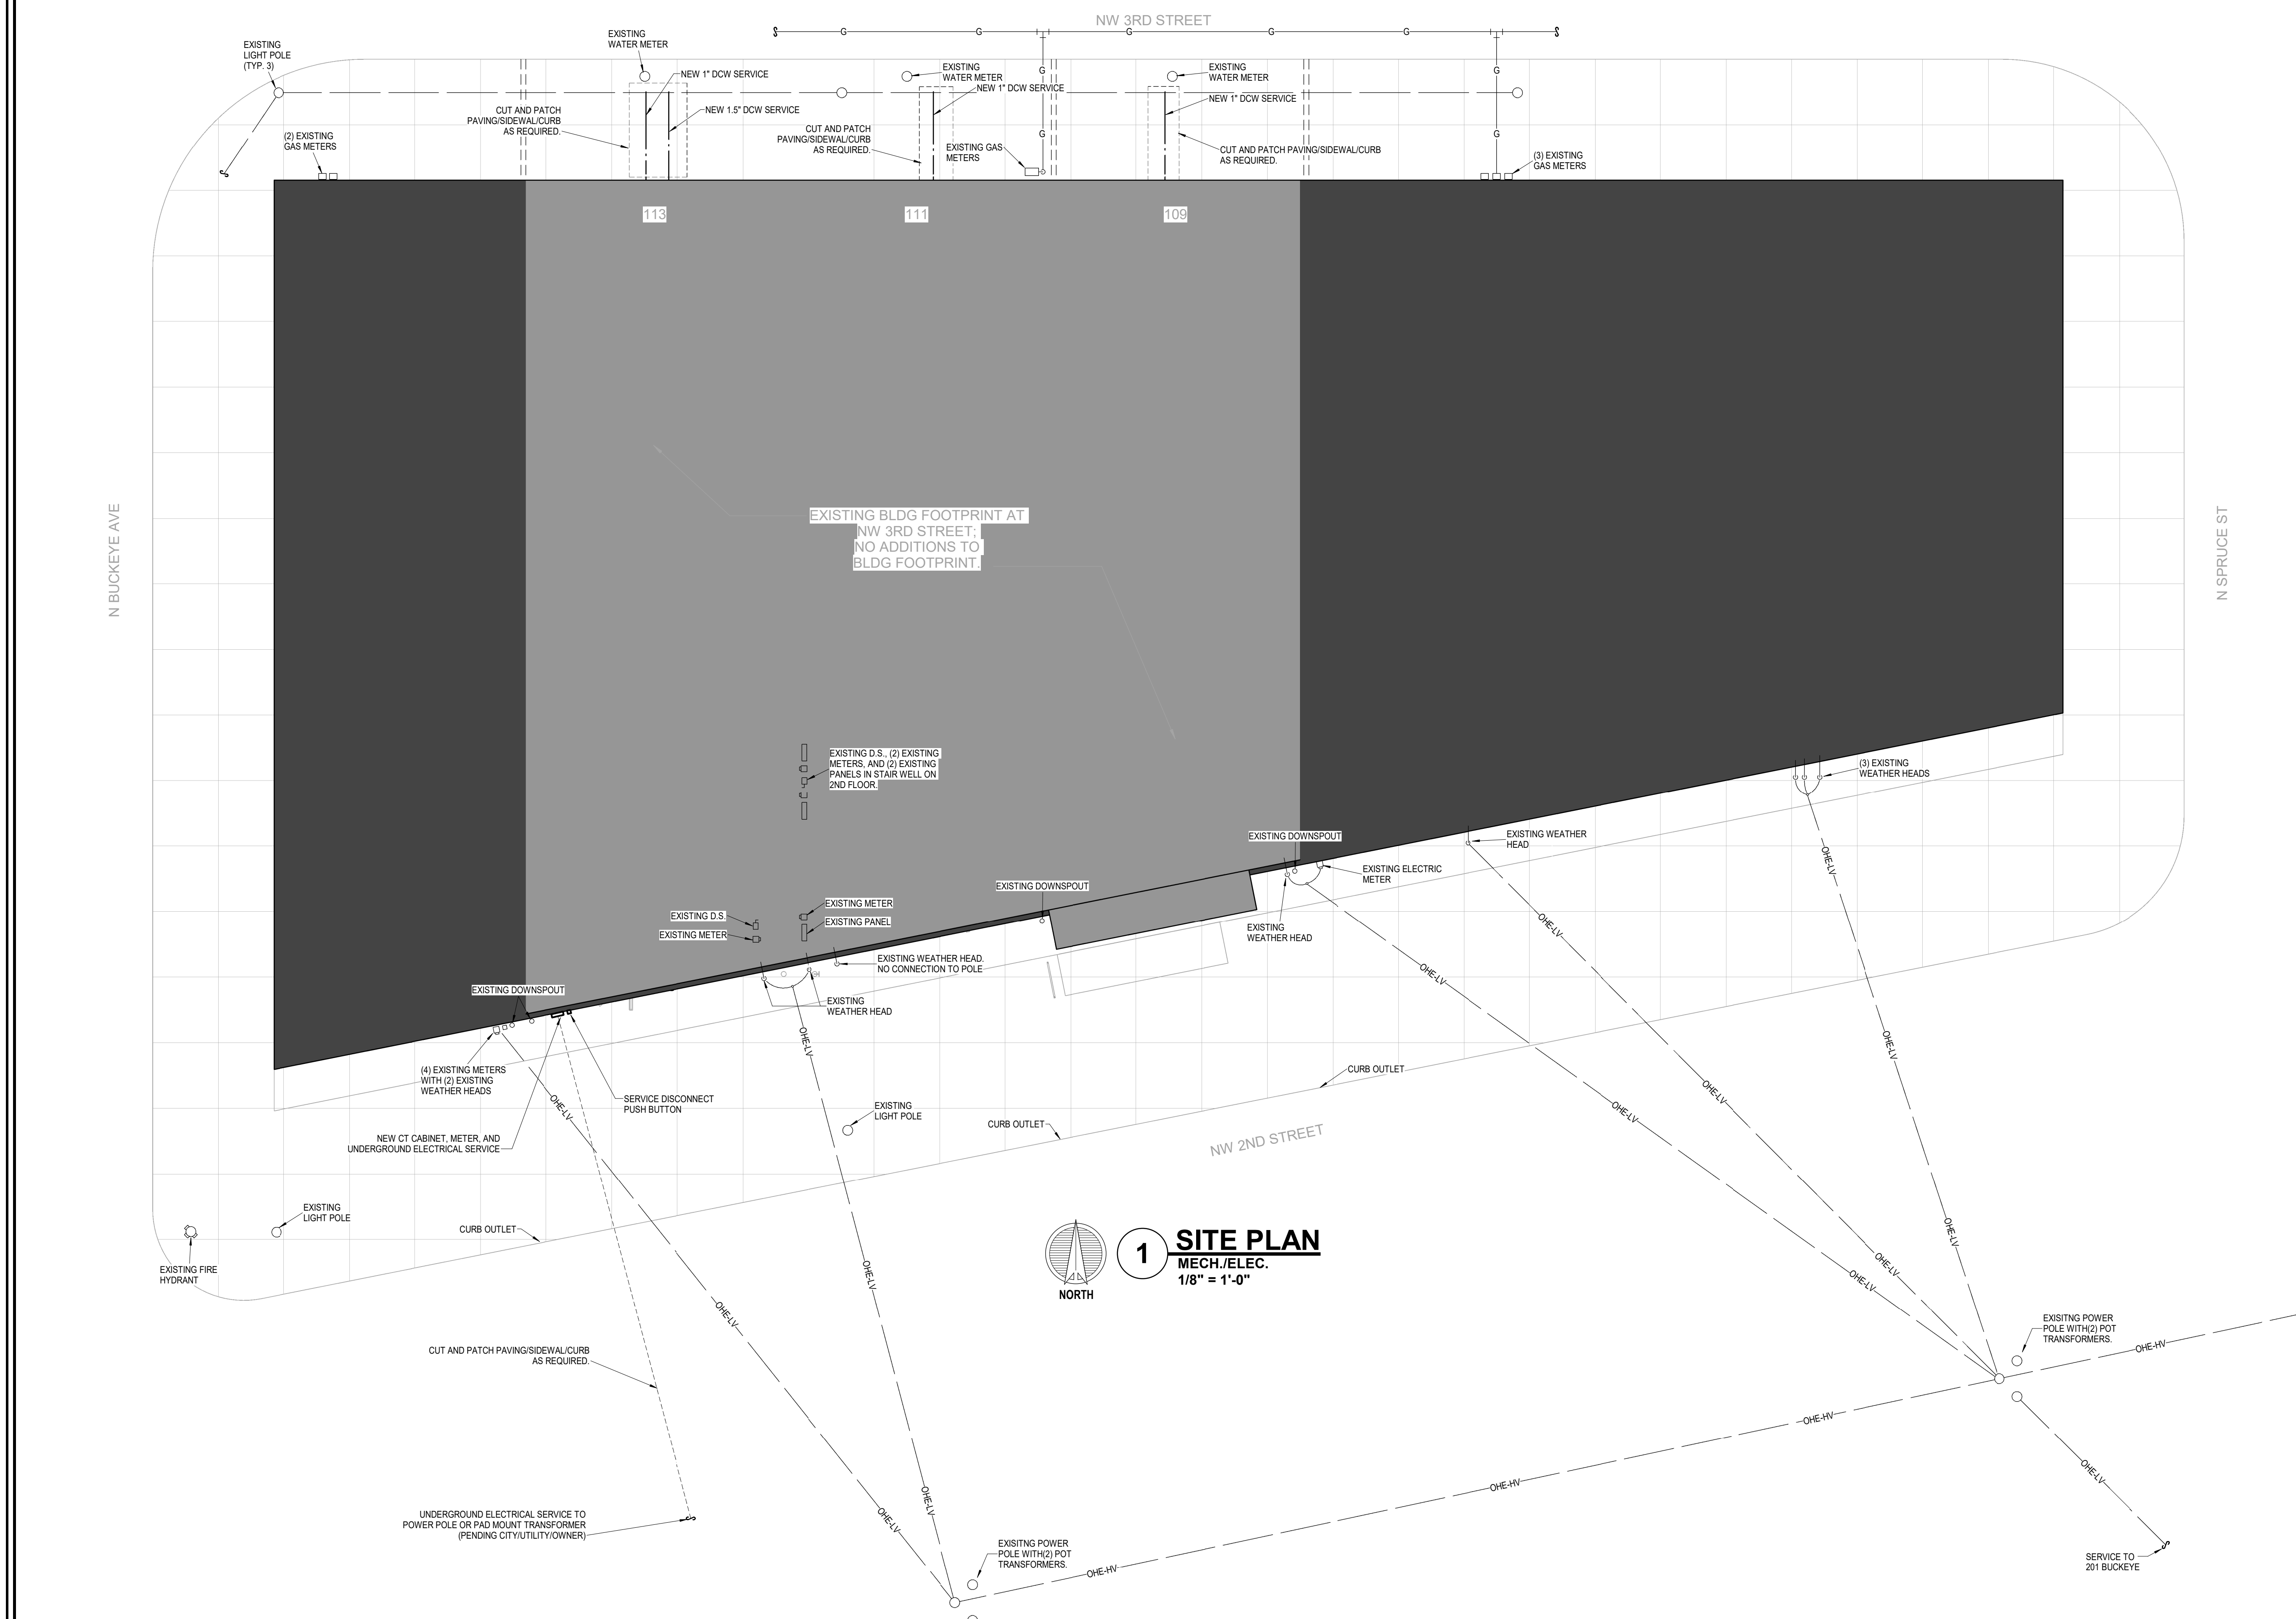 NW 3RD STREET
G G G G G
EXISTING
LIGHT POLE
(TYP. 3)
EXISTING
WATER METER
NEW 1" DCW SERVICE
EXISTING
WATER METER
NEW 1" DCW SERVICE
EXISTING
WATER METER
NEW 1" DCW SERVICE
G
G
CUT AND PATCH
PAVING/SIDEWAL/CURB
AS REQUIRED.
NEW 1.5" DCW SERVICE
CUT AND PATCH
PAVING/SIDEWAL/CURB
AS REQUIRED.
G
G
(2) EXISTING
GAS METERS
EXISTING GAS
METERS
CUT AND PATCH PAVING/SIDEWAL/CURB
AS REQUIRED.
(3) EXISTING
GAS METERS
113
111
109
N BUCKEYE AVE
EXISTING BLDG FOOTPRINT AT
NW 3RD STREET;
NO ADDITIONS TO
BLDG FOOTPRINT.
N SPRUCE ST
EXISTING D.S., (2) EXISTING
METERS, AND (2) EXISTING
PANELS IN STAIR WELL ON
2ND FLOOR.
(3) EXISTING
WEATHER HEADS
EXISTING DOWNSPOUT
EXISTING WEATHER
HEAD
EXISTING ELECTRIC
METER
EXISTING DOWNSPOUT
EXISTING D.S.
EXISTING METER
EXISTING METER
EXISTING PANEL
EXISTING
WEATHER HEAD
EXISTING WEATHER HEAD.
NO CONNECTION TO POLE
EXISTING DOWNSPOUT
EXISTING
WEATHER HEAD
OHE-LV
OHE-LV
OHE-LV
OHE-LV
OHE-LV
(4) EXISTING METERS
WITH (2) EXISTING
WEATHER HEADS
SERVICE DISCONNECT
PUSH BUTTON
OHE-LV
OHE-LV
OHE-LV
CURB OUTLET
EXISTING
LIGHT POLE
CURB OUTLET
NW 2ND STREET
NEW CT CABINET, METER, AND
UNDERGROUND ELECTRICAL SERVICE
EXISTING
LIGHT POLE
CURB OUTLET
EXISTING FIRE
HYDRANT
OHE-LV
OHE-LV
OHE-LV
OHE-LV
OHE-LV
1
SITE PLAN
MECH./ELEC.
1/8" = 1'-0"
NORTH
CUT AND PATCH PAVING/SIDEWAL/CURB
AS REQUIRED.
EXISITNG POWER
POLE WITH(2) POT
TRANSFORMERS.
OHE-HV
OHE-HV
OHE-HV
OHE-HV
OHE-LV
OHE-LV
OHE-LV
UNDERGROUND ELECTRICAL SERVICE TO
POWER POLE OR PAD MOUNT TRANSFORMER
(PENDING CITY/UTILITY/OWNER)
EXISITNG POWER
POLE WITH(2) POT
TRANSFORMERS.
SERVICE TO
201 BUCKEYE